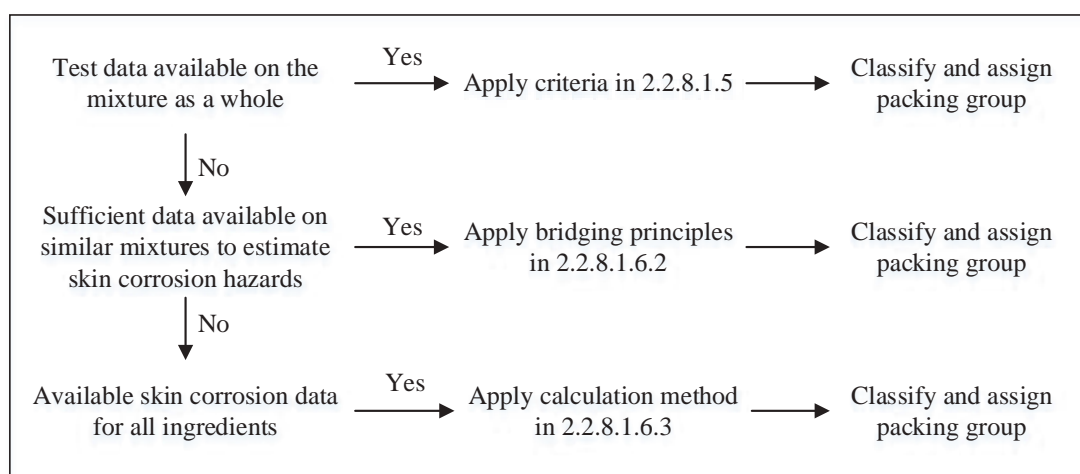 Test data available on the
mixture as a whole
Yes
Apply criteria in 2.2.8.1.5
Classify and assign
packing group
No
Sufficient data available on
similar mixtures to estimate
skin corrosion hazards
Yes
Apply bridging principles
in 2.2.8.1.6.2
Classify and assign
packing group
No
Available skin corrosion data
for all ingredients
Yes
Apply calculation method
in 2.2.8.1.6.3
Classify and assign
packing group